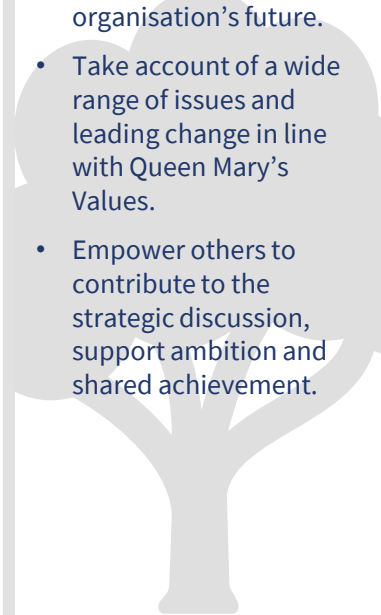 organisation’s future.
• Take account of a wide
range of issues and
leading change in line
with Queen Mary’s
Values.
• Empower others to
contribute to the
strategic discussion,
support ambition and
shared achievement.